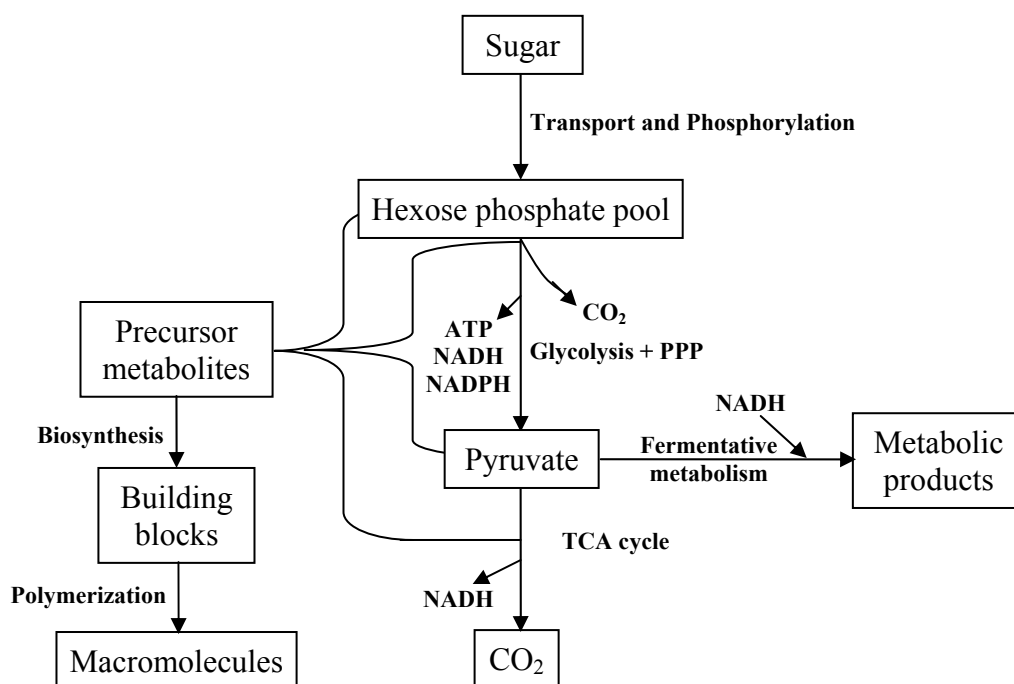 Sugar
Transport and Phosphorylation
Hexose phosphate pool
CO₂
ATP
NADH
NADPH
Glycolysis + PPP
Precursor
metabolites
Biosynthesis
Building
blocks
Polymerization
Macromolecules
Pyruvate
NADH
Fermentative
metabolism
Metabolic
products
TCA cycle
NADH
CO₂